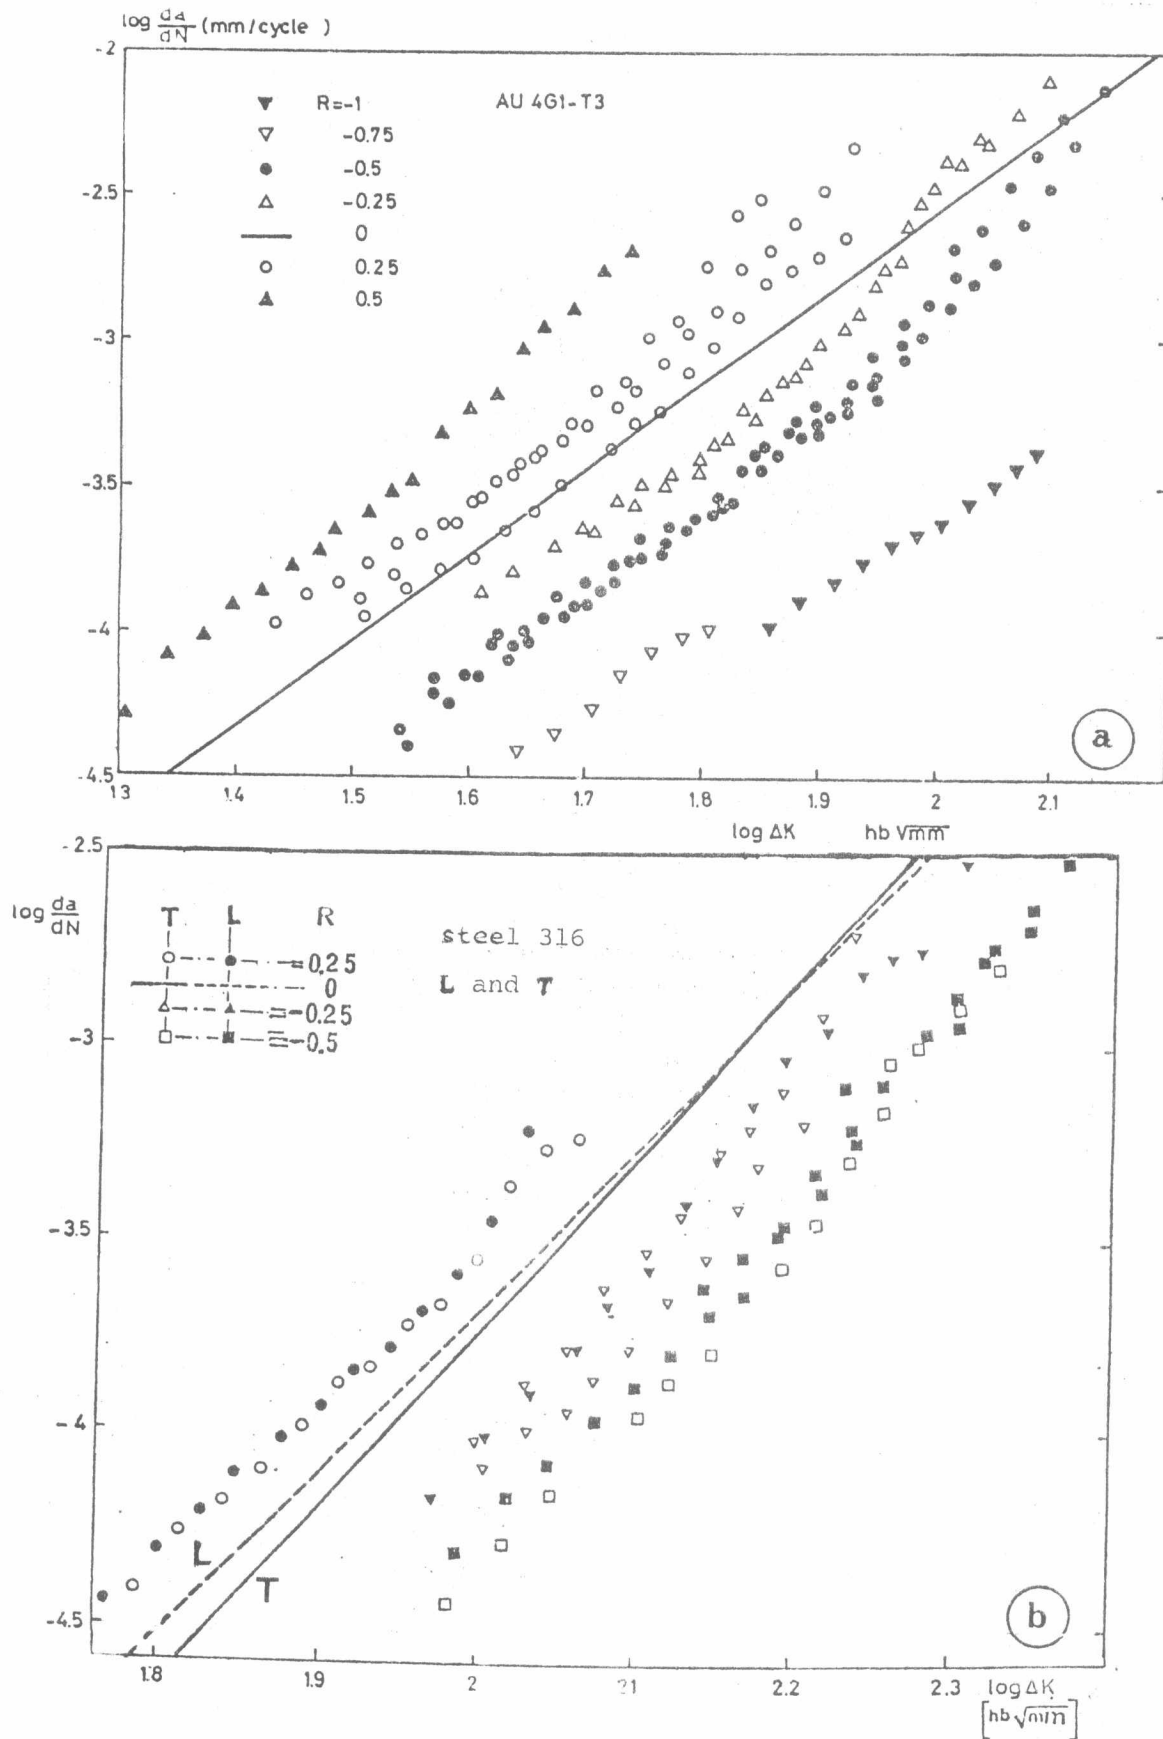 log da/dN (mm/cycle )
-2
R=-1 AU 4G1-T3
-0.75
-0.5
-0.25
0
0.25
0.5
-2.5
-3
-3.5
-4
-4.5
a
1.3 1.4 1.5 1.6 1.7 1.8 1.9 2 2.1
log ΔK hb √mm
-2.5
log da/dN
T L R
steel 316
0.25
L and T
0
-0.25
-0.5
-3
-3.5
-4
L
T
-4.5
b
1.8 1.9 2 2.1 2.2 2.3 log ΔK
[hb √mm]